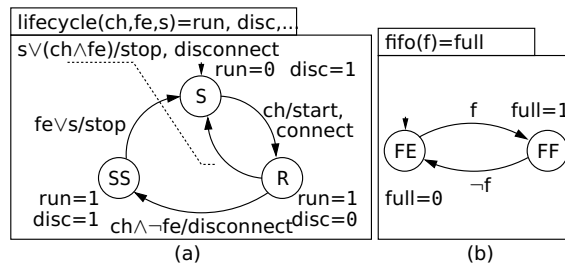 lifecycle(ch,fe,s)=run, disc,...
s∨(ch∧fe)/stop, disconnect
run=0 disc=1
S
ch/start,
connect
fe∨s/stop
SS
R
run=1
disc=1
run=1
disc=0
ch∧¬fe/disconnect
(a)
fifo(f)=full
f
full=1
FE
FF
¬f
full=0
(b)